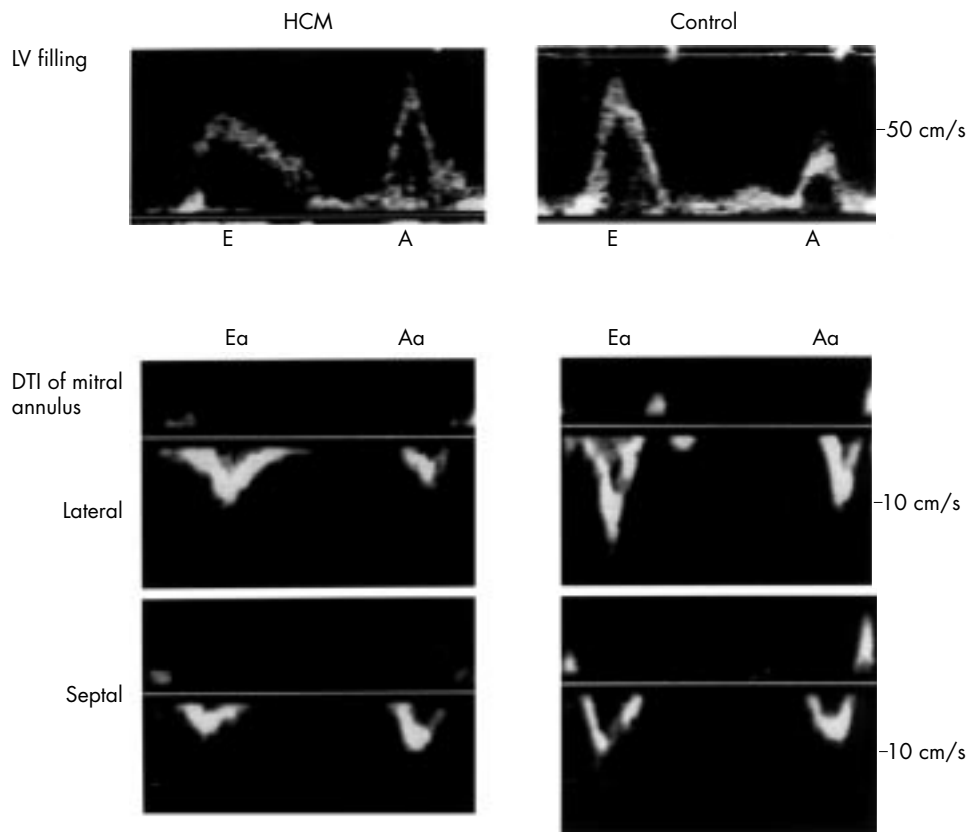 HCM
Control
LV filling
–50 cm/s
E
A
E
A
Ea
Aa
Ea
Aa
DTI of mitral
annulus
Lateral
–10 cm/s
Septal
–10 cm/s